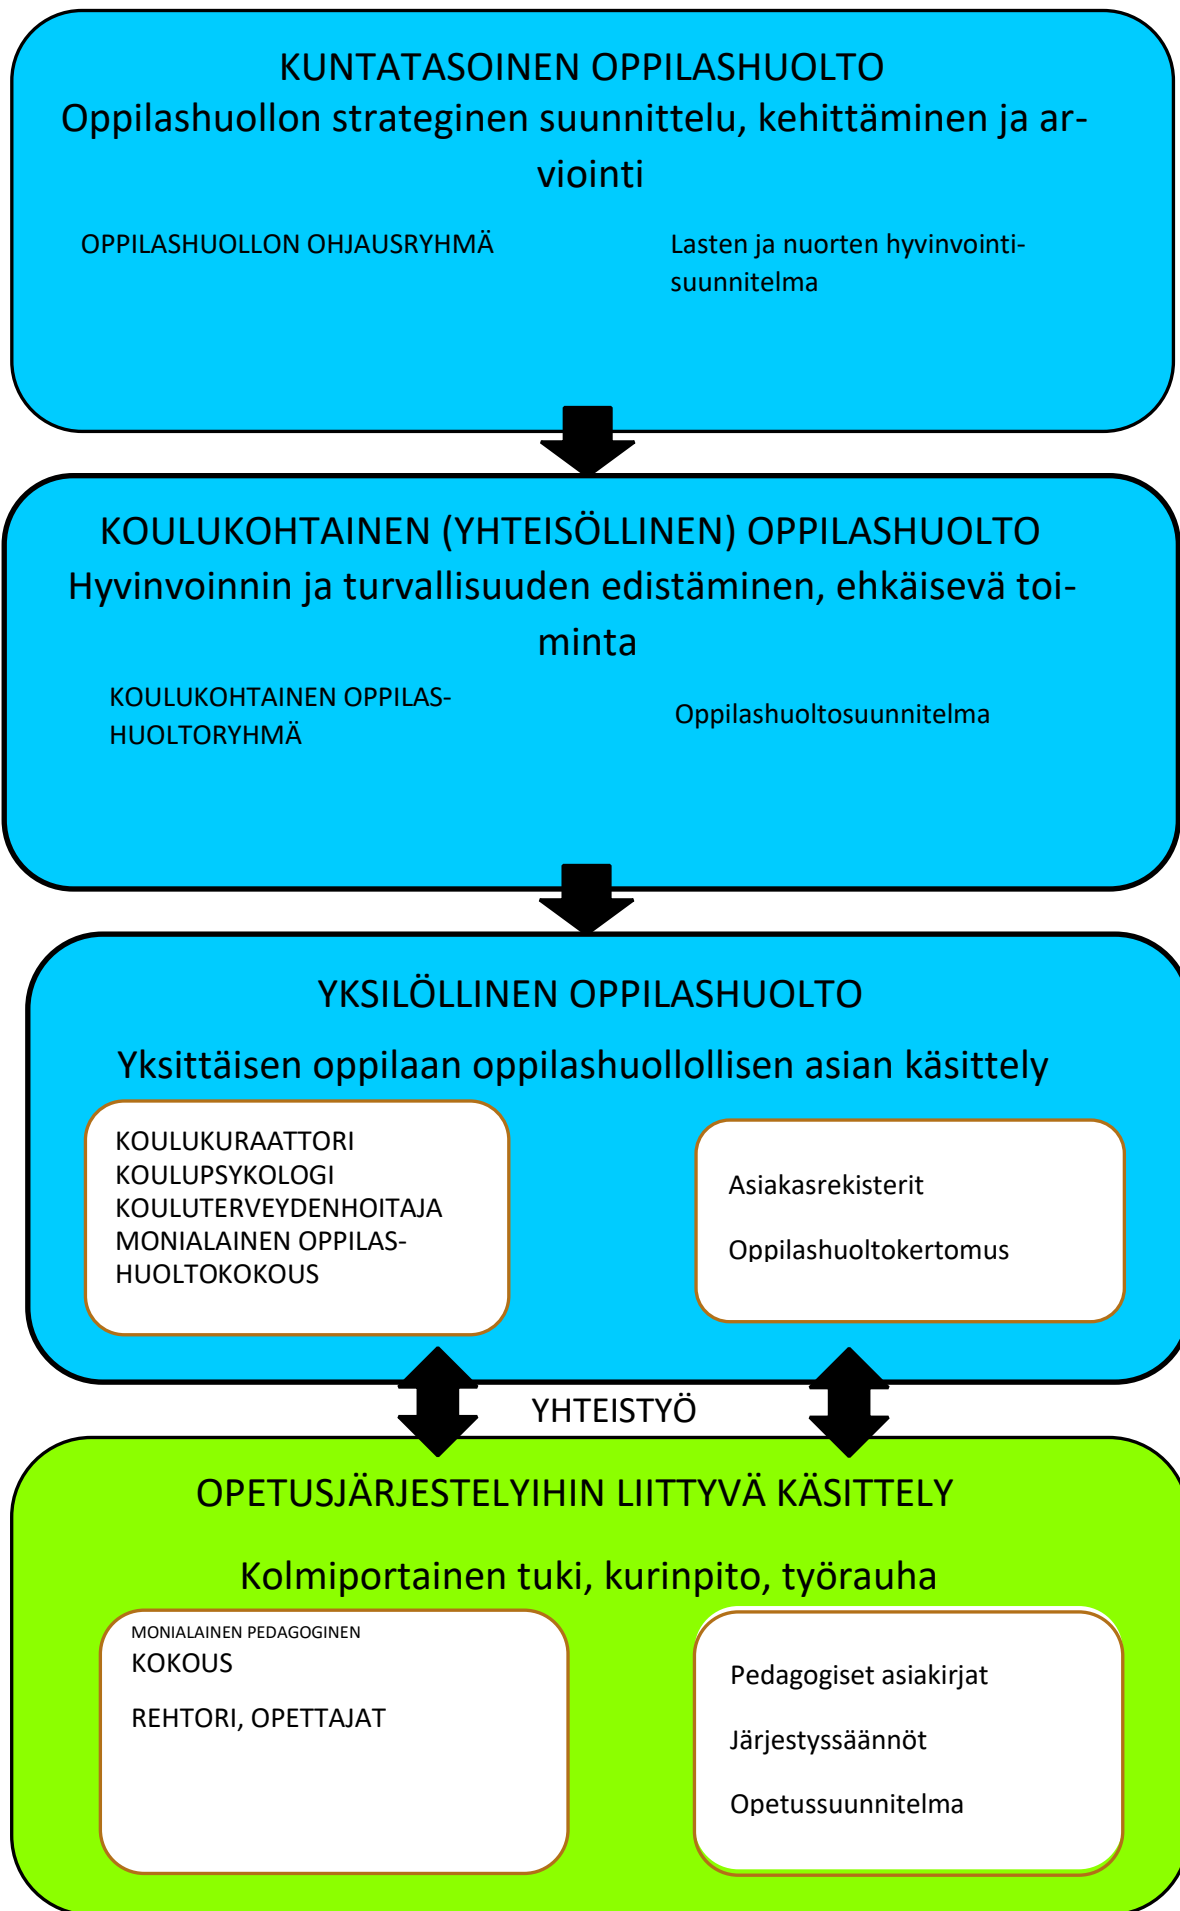 KUNTATASOINEN OPPILASHUOLTO
Oppilashuollon strateginen suunnittelu, kehittäminen ja ar-
viointi
OPPILASHUOLLON OHJAUSRYHMÄ
Lasten ja nuorten hyvinvointi-
suunnitelma
KOULUKOHTAINEN (YHTEISÖLLINEN) OPPILASHUOLTO
Hyvinvoinnin ja turvallisuuden edistäminen, ehkäisevä toi-
minta
KOULUKOHTAINEN OPPILAS-
HUOLTORYHMÄ
Oppilashuoltosuunnitelma
YKSILÖLLINEN OPPILASHUOLTO
Yksittäisen oppilaan oppilashuollollisen asian käsittely
KOULUKURAATTORI
KOULUPSYKOLOGI
KOULUTERVEYDENHOITAJA
MONIALAINEN OPPILAS-
HUOLTOKOKOUS
Asiakasrekisterit
Oppilashuoltokertomus
YHTEISTYÖ
OPETUSJÄRJESTELYIHIN LIITTYVÄ KÄSITTELY
Kolmiportainen tuki, kurinpito, työrauha
MONIALAINEN PEDAGOGINEN
KOKOUS
REHTORI, OPETTAJAT
Pedagogiset asiakirjat
Järjestyssäännöt
Opetussuunnitelma